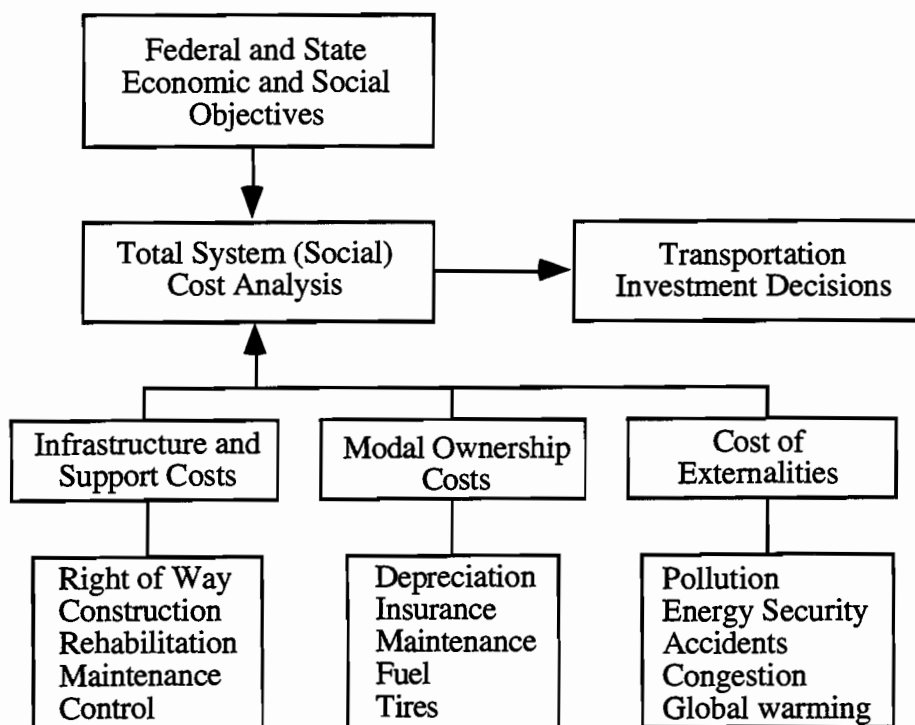 Federal and State
Economic and Social
Objectives
Total System (Social)
Cost Analysis
Transportation
Investment Decisions
Infrastructure and
Support Costs
Modal Ownership
Costs
Cost of
Externalities
Right of Way
Construction
Rehabilitation
Maintenance
Control
Depreciation
Insurance
Maintenance
Fuel
Tires
Pollution
Energy Security
Accidents
Congestion
Global warming